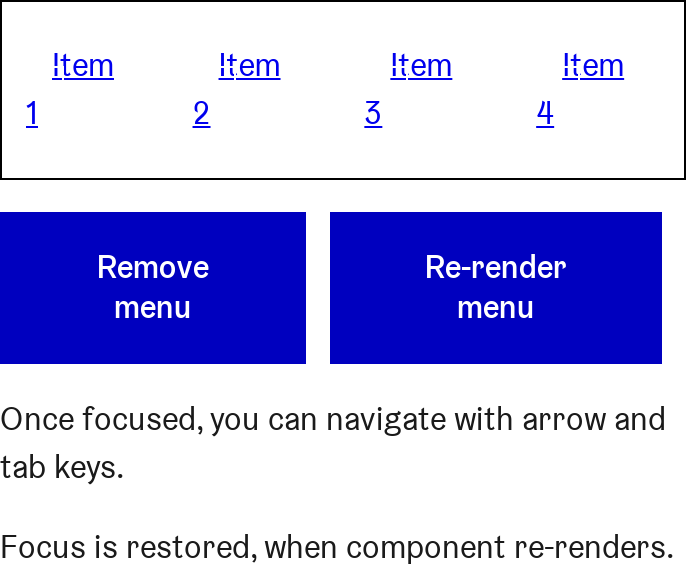 Item Item Item Item
1 2 3 4
Remove Re-render
menu menu
Once focused, you can navigate with arrow and
tab keys.
Focus is restored, when component re-renders.